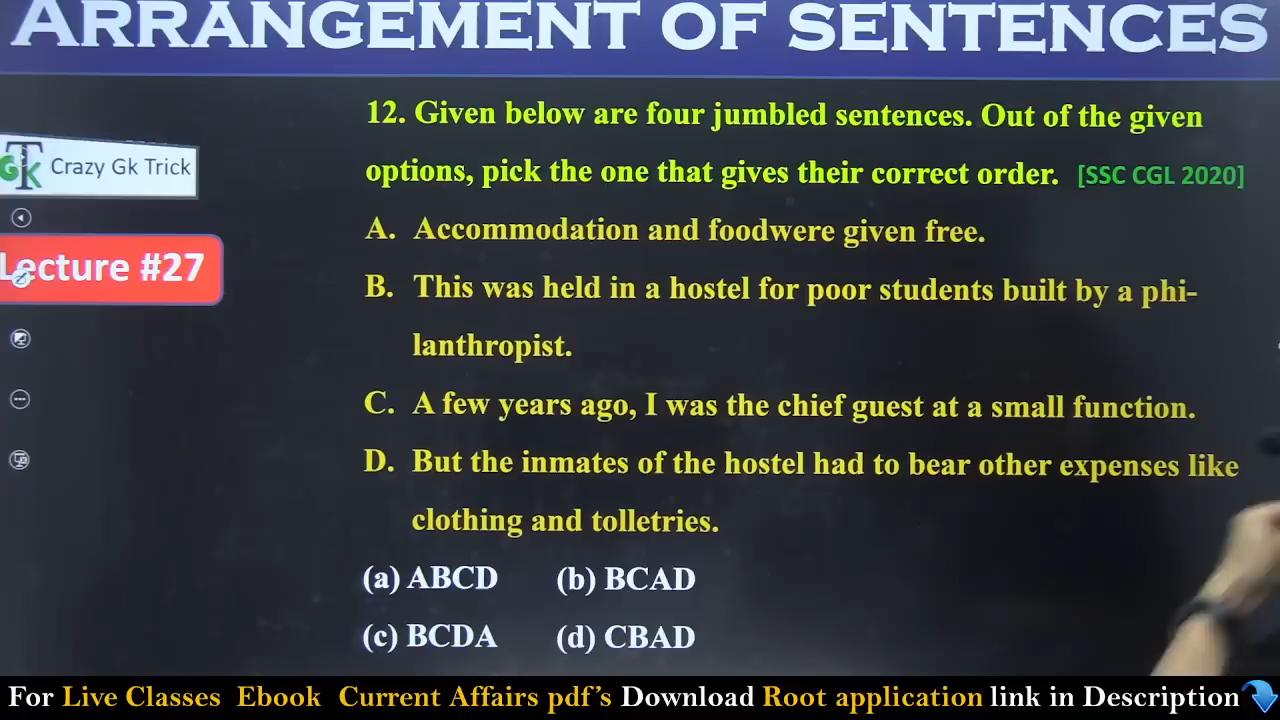 ARRANGEMENT OF SENTENCES
12. Given below are four jumbled sentences. Out of the given
options, pick the one that gives their correct order. [SSC CGL 2020]
GTK Crazy Gk Trick
Lecture #27
A. Accommodation and foodwere given free.
B. This was held in a hostel for poor students built by a phi-
lanthropist.
C. A few years ago, I was the chief guest at a small function.
D. But the inmates of the hostel had to bear other expenses like
clothing and tolletries.
(a) ABCD (b) BCAD
(c) BCDA (d) CBAD
For Live Classes Ebook Current Affairs pdf's Download Root application link in Description